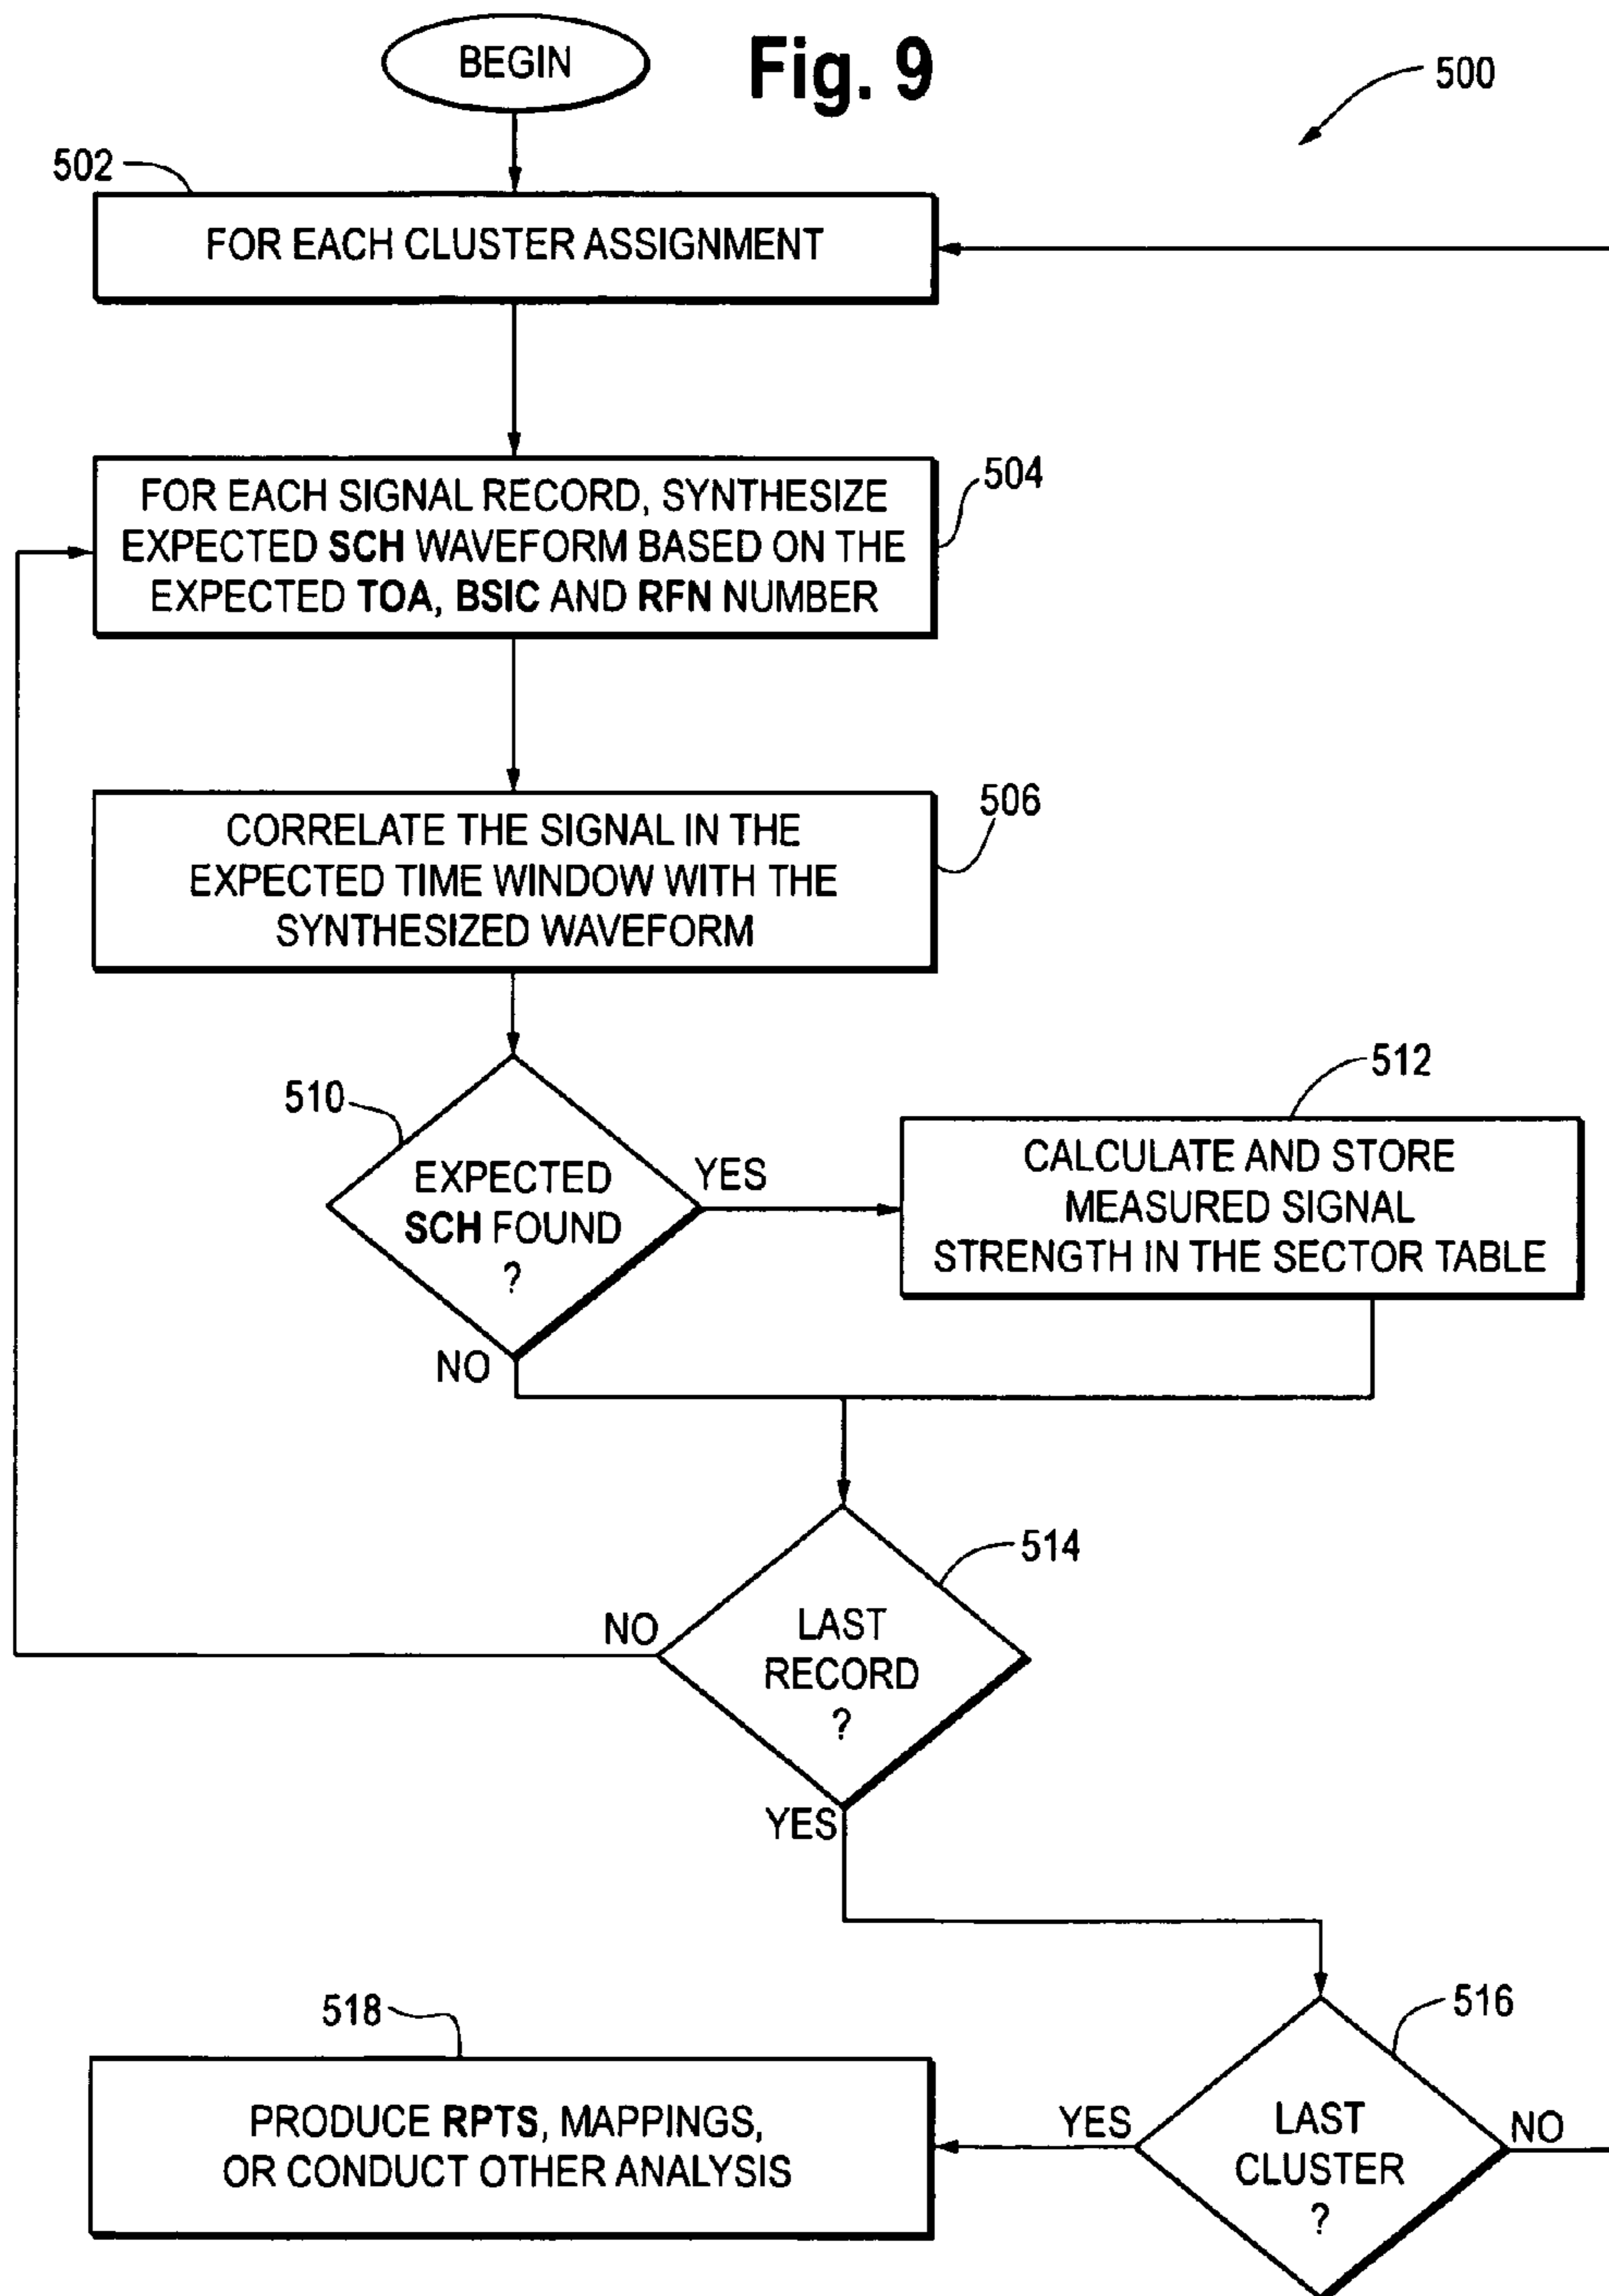 BEGIN
Fig. 9
500
502
FOR EACH CLUSTER ASSIGNMENT
FOR EACH SIGNAL RECORD, SYNTHESIZE
EXPECTED SCH WAVEFORM BASED ON THE
EXPECTED TOA, BSIC AND RFN NUMBER
504
CORRELATE THE SIGNAL IN THE
EXPECTED TIME WINDOW WITH THE
SYNTHESIZED WAVEFORM
506
510
EXPECTED
SCH FOUND
?
YES
NO
512
CALCULATE AND STORE
MEASURED SIGNAL
STRENGTH IN THE SECTOR TABLE
514
LAST
RECORD
?
NO
YES
516
LAST
CLUSTER
?
YES
NO
518
PRODUCE RPTS, MAPPINGS,
OR CONDUCT OTHER ANALYSIS